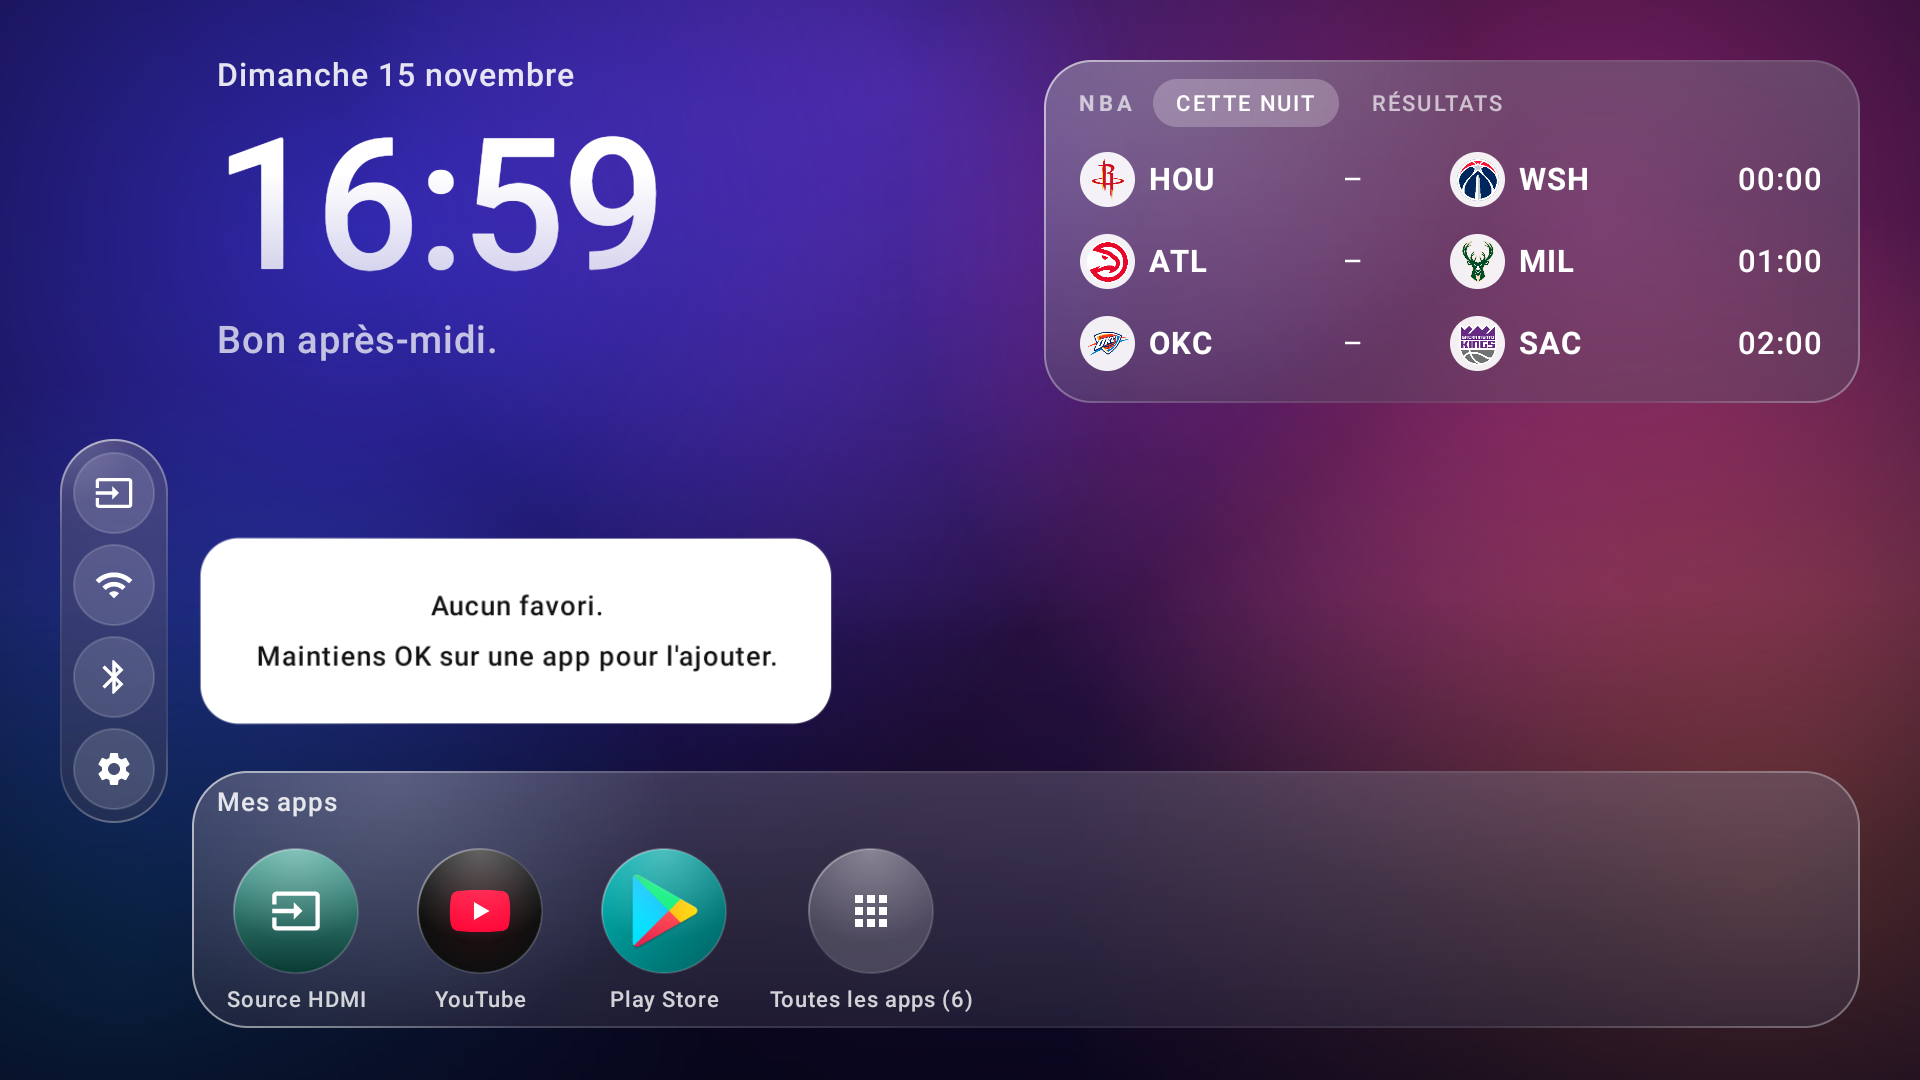 Dimanche 15 novembre
16:59
Bon après-midi.
NBA CETTE NUIT RÉSULTATS
HOU – WSH 00:00
ATL – MIL 01:00
OKC – SAC 02:00
Aucun favori.
Maintiens OK sur une app pour l'ajouter.
Mes apps
Source HDMI YouTube Play Store Toutes les apps (6)